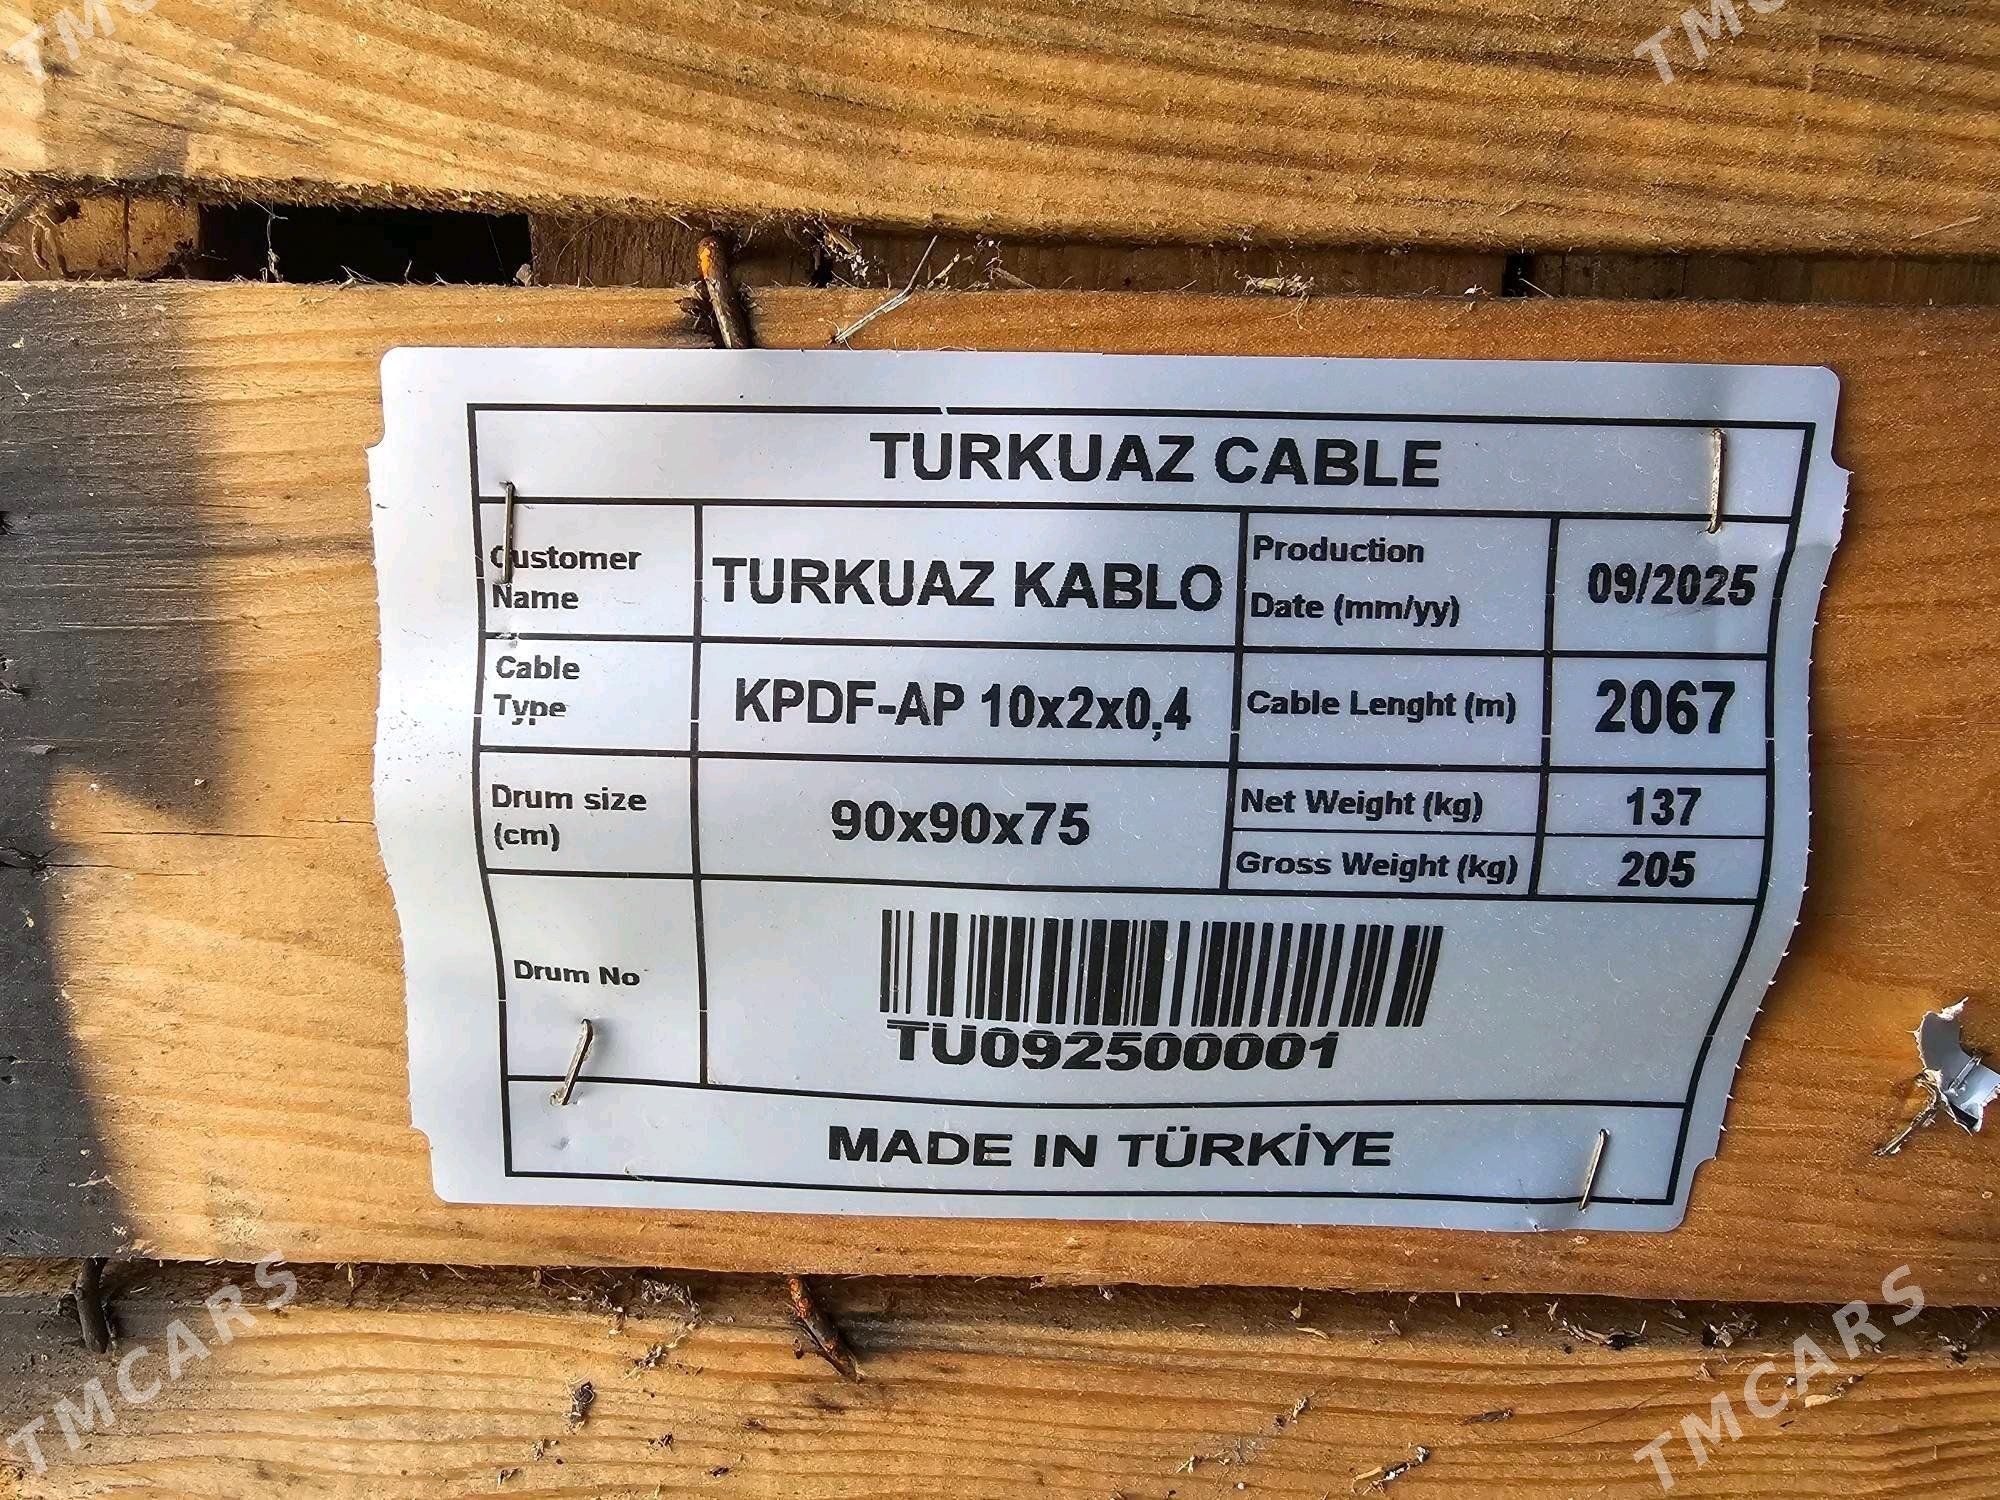 TURKUAZ CABLE
Customer
Name
TURKUAZ KABLO
Production
Date (mm/yy)
09/2025
Cable
Type
KPDF-AP 10x2x0,4
Cable Lenght (m)
2067
Drum size
(cm)
90x90x75
Net Weight (kg)
137
Gross Weight (kg)
205
Drum No
TU092500001
MADE IN TÜRKİYE
TMCARS
TMCARS